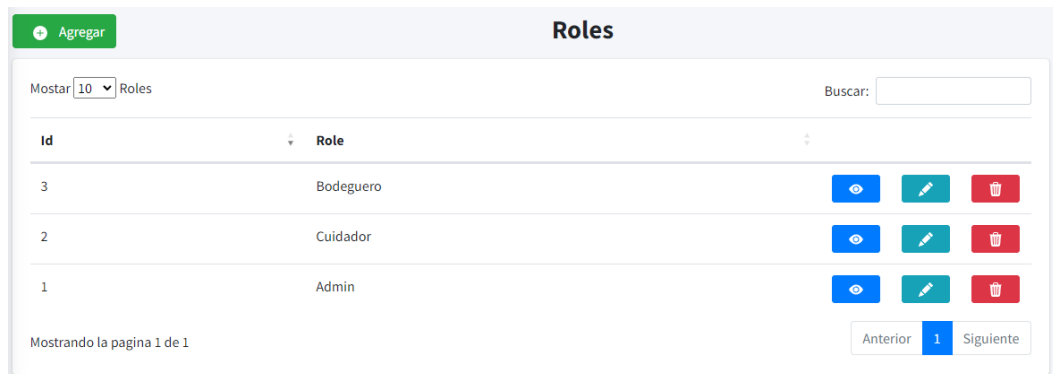 Agregar
Roles
Mostar 10 Roles
Buscar:
Id Role
3 Bodeguero
2 Cuidador
1 Admin
Mostrando la pagina 1 de 1
Anterior 1 Siguiente